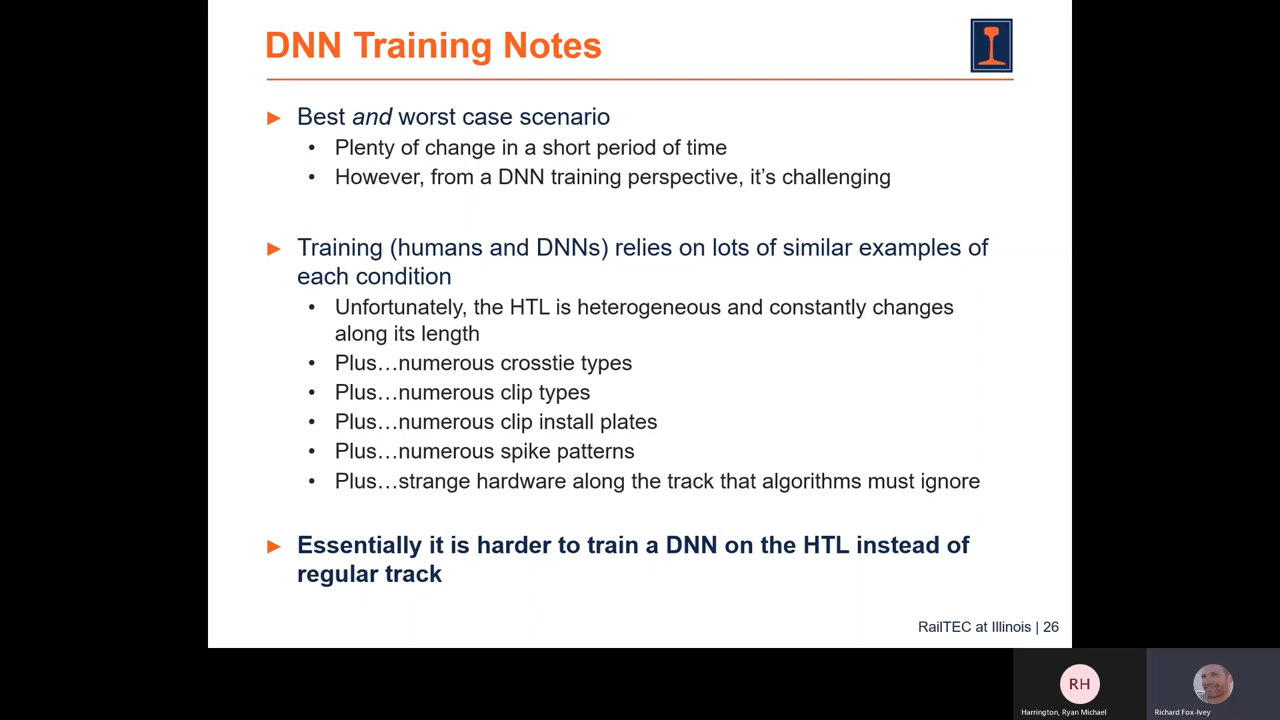 DNN Training Notes
Best and worst case scenario
Plenty of change in a short period of time
However, from a DNN training perspective, it's challenging
Training (humans and DNNs) relies on lots of similar examples of
each condition
Unfortunately, the HTL is heterogeneous and constantly changes
along its length
Plus…numerous crosstie types
Plus…numerous clip types
Plus…numerous clip install plates
Plus…numerous spike patterns
Plus…strange hardware along the track that algorithms must ignore
Essentially it is harder to train a DNN on the HTL instead of
regular track
RailTEC at Illinois | 26
RH
Harrington, Ryan Michael
Richard Fox-Ivey